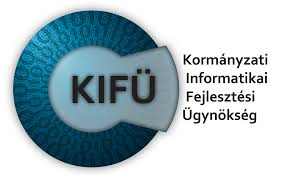 KIFÜ
Kormányzati
Informatikai
Fejlesztési
Ügynökség